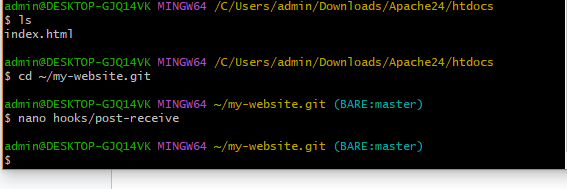 admin@DESKTOP-GJQ14VK MINGW64 /C/Users/admin/Downloads/Apache24/htdocs
$ ls
index.html
admin@DESKTOP-GJQ14VK MINGW64 /C/Users/admin/Downloads/Apache24/htdocs
$ cd ~/my-website.git
admin@DESKTOP-GJQ14VK MINGW64 ~/my-website.git (BARE:master)
$ nano hooks/post-receive
admin@DESKTOP-GJQ14VK MINGW64 ~/my-website.git (BARE:master)
$